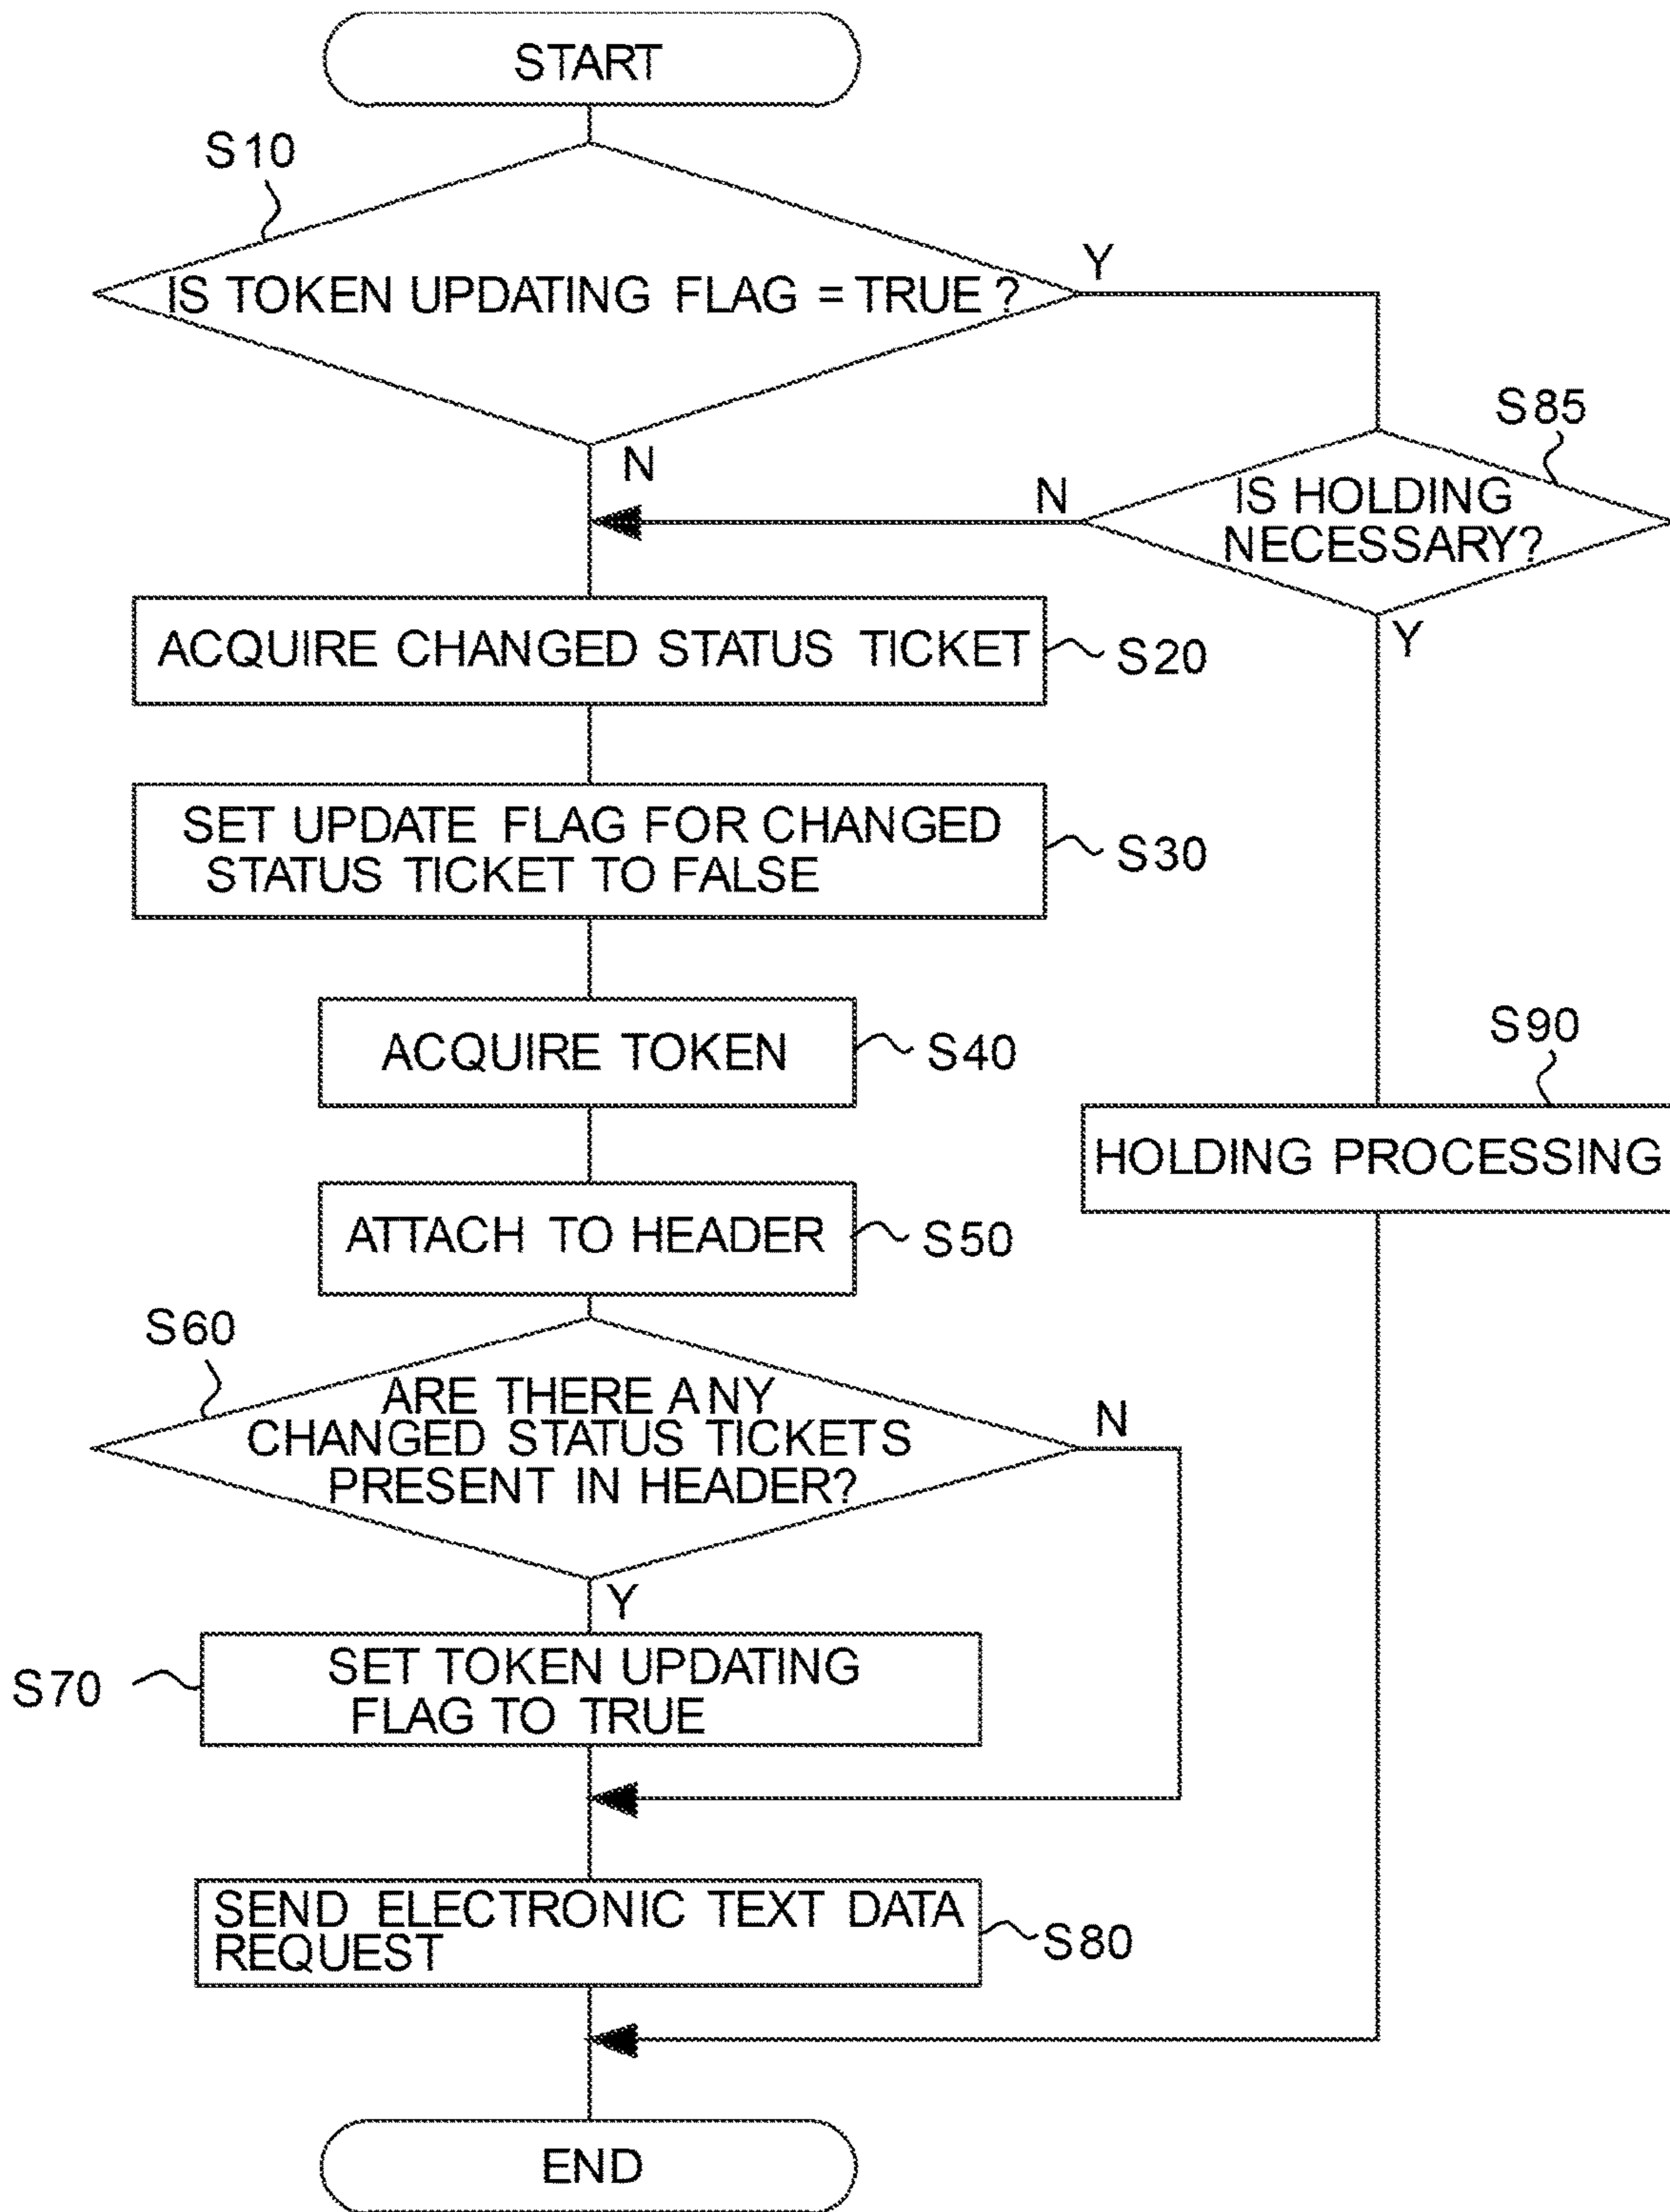 START
S10
IS TOKEN UPDATING FLAG = TRUE ?
Y
N
S85
IS HOLDING
NECESSARY?
N
Y
ACQUIRE CHANGED STATUS TICKET
S20
SET UPDATE FLAG FOR CHANGED
STATUS TICKET TO FALSE
S30
ACQUIRE TOKEN
S40
S90
HOLDING PROCESSING
ATTACH TO HEADER
S50
S60
ARE THERE ANY
CHANGED STATUS TICKETS
PRESENT IN HEADER?
N
Y
SET TOKEN UPDATING
FLAG TO TRUE
S70
SEND ELECTRONIC TEXT DATA
REQUEST
S80
END